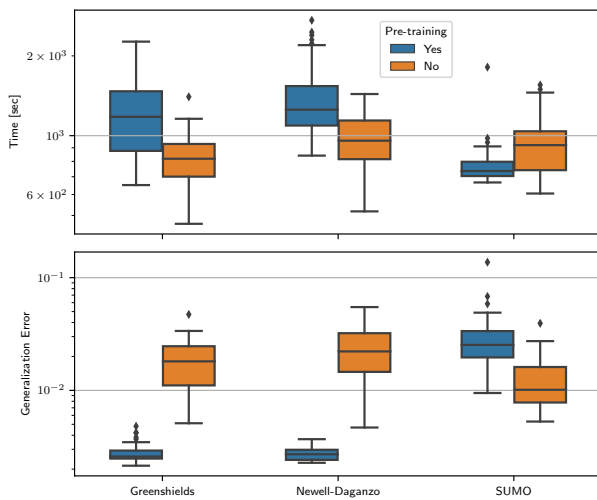 Time [sec]
2 × 10³
10³
6 × 10²
Pre-training
Yes
No
Generalization Error
10⁻¹
10⁻²
Greenshields
Newell-Daganzo
SUMO